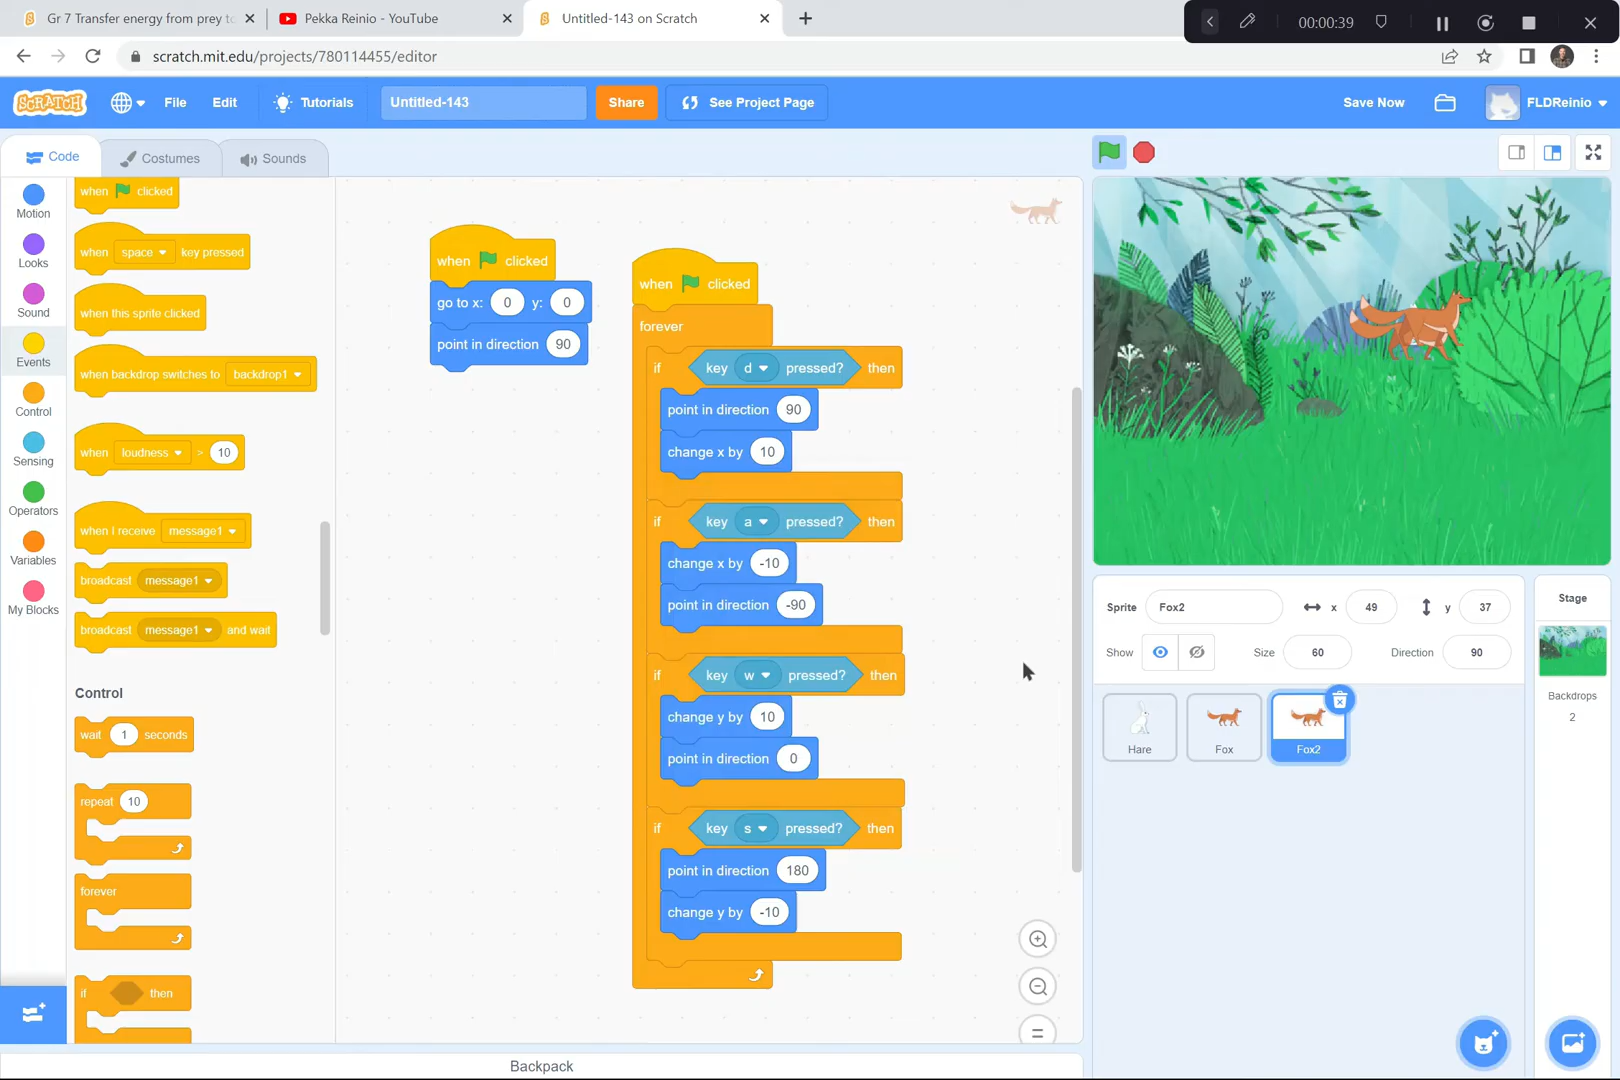 Gr 7 Transfer energy from prey to
Pekka Reinio - YouTube
Untitled-143 on Scratch
00:00:39
scratch.mit.edu/projects/780114455/editor
SCRATCH
File
Edit
Tutorials
Untitled-143
Share
See Project Page
Save Now
FLDReinio
Code
Costumes
Sounds
Motion
Looks
Sound
Events
Control
Sensing
Operators
Variables
My Blocks
when clicked
when space key pressed
when this sprite clicked
when backdrop switches to backdrop1
when loudness > 10
when I receive message1
broadcast message1
broadcast message1 and wait
Control
wait 1 seconds
repeat 10
forever
if then
when clicked
go to x: 0 y: 0
point in direction 90
when clicked
forever
if key d pressed? then
point in direction 90
change x by 10
if key a pressed? then
change x by -10
point in direction -90
if key w pressed? then
change y by 10
point in direction 0
if key s pressed? then
point in direction 180
change y by -10
Backpack
Sprite Fox2 x 49 y 37
Show Size 60 Direction 90
Hare
Fox
Fox2
Stage
Backdrops
2